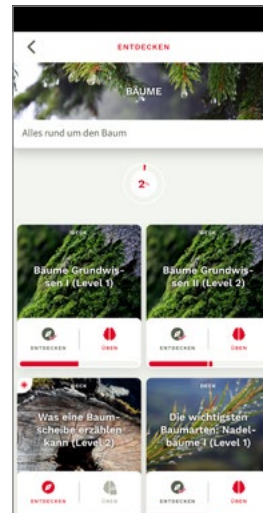 ENTDECKEN
BÄUME
Alles rund um den Baum
2%
DECK
Bäume Grundwis-
sen I (Level 1)
ENTDECKEN
ÜBEN
DECK
Bäume Grundwis-
sen II (Level 2)
ENTDECKEN
ÜBEN
DECK
Was eine Baum-
scheibe erzählen
kann (Level 2)
ENTDECKEN
ÜBEN
DECK
Die wichtigsten
Baumarten: Nadel-
bäume I (Level 1)
ENTDECKEN
ÜBEN